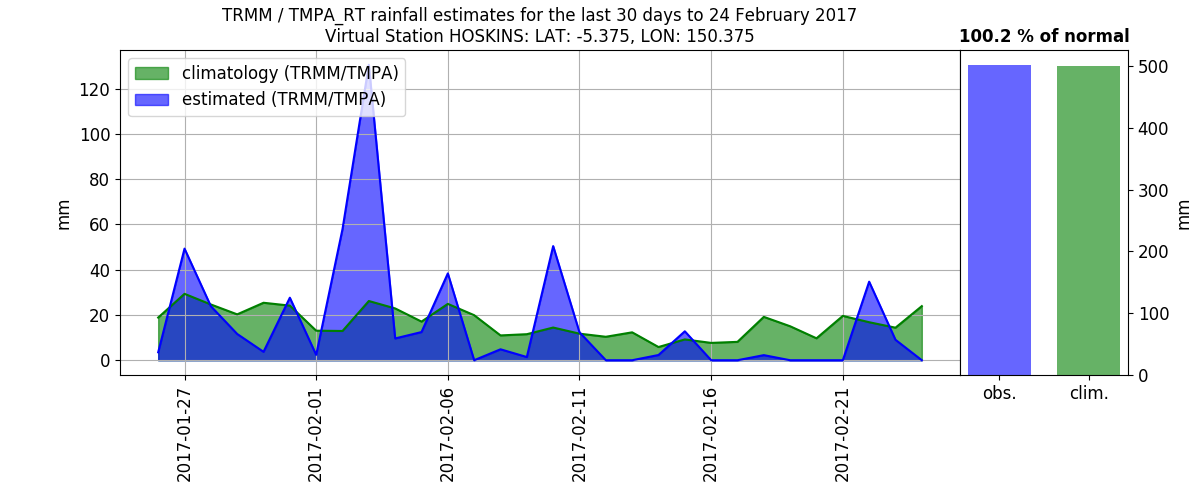 TRMM / TMPA_RT rainfall estimates for the last 30 days to 24 February 2017
Virtual Station HOSKINS: LAT: -5.375, LON: 150.375
100.2 % of normal
climatology (TRMM/TMPA)
estimated (TRMM/TMPA)
120
100
80
60
40
20
0
mm
2017-01-27
2017-02-01
2017-02-06
2017-02-11
2017-02-16
2017-02-21
500
400
300
200
100
0
mm
obs.
clim.